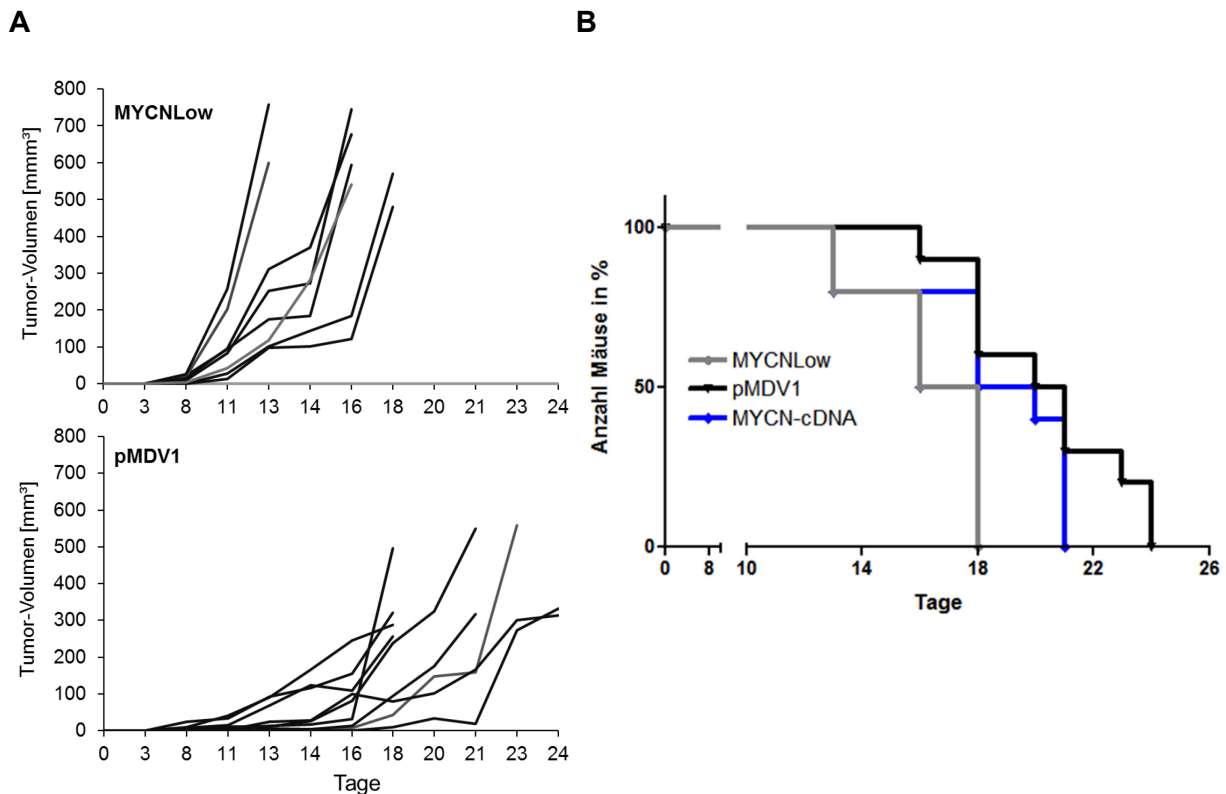 A
B
MYCNLow
Tumor-Volumen [mmm³]
800
700
600
500
400
300
200
100
0
0 3 8 11 13 14 16 18 20 21 23 24
pMDV1
Tumor-Volumen [mm³]
800
700
600
500
400
300
200
100
0
0 3 8 11 13 14 16 18 20 21 23 24
Tage
Anzahl Mäuse in %
100
50
0
MYCNLow
pMDV1
MYCN-cDNA
0 8 10 14 18 22 26
Tage